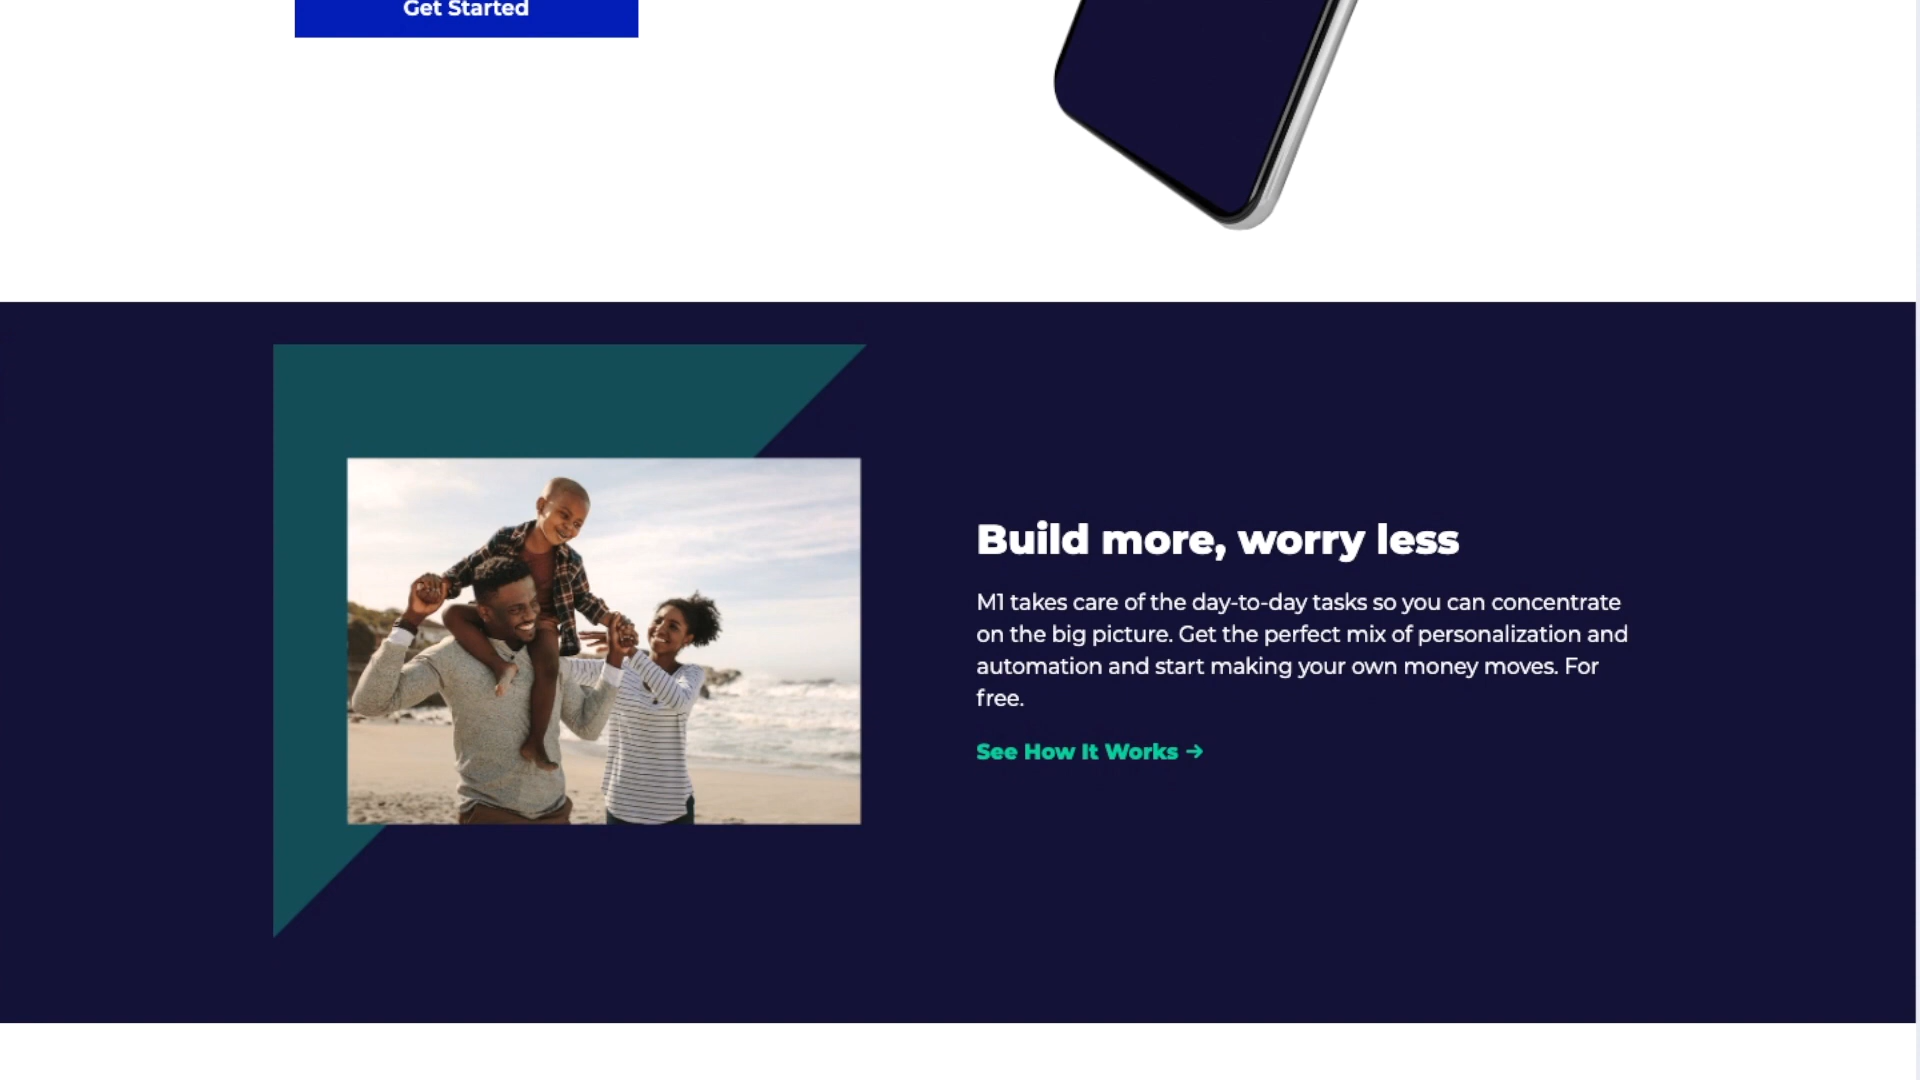 Get Started
Build more, worry less
M1 takes care of the day-to-day tasks so you can concentrate
on the big picture. Get the perfect mix of personalization and
automation and start making your own money moves. For
free.
See How It Works →